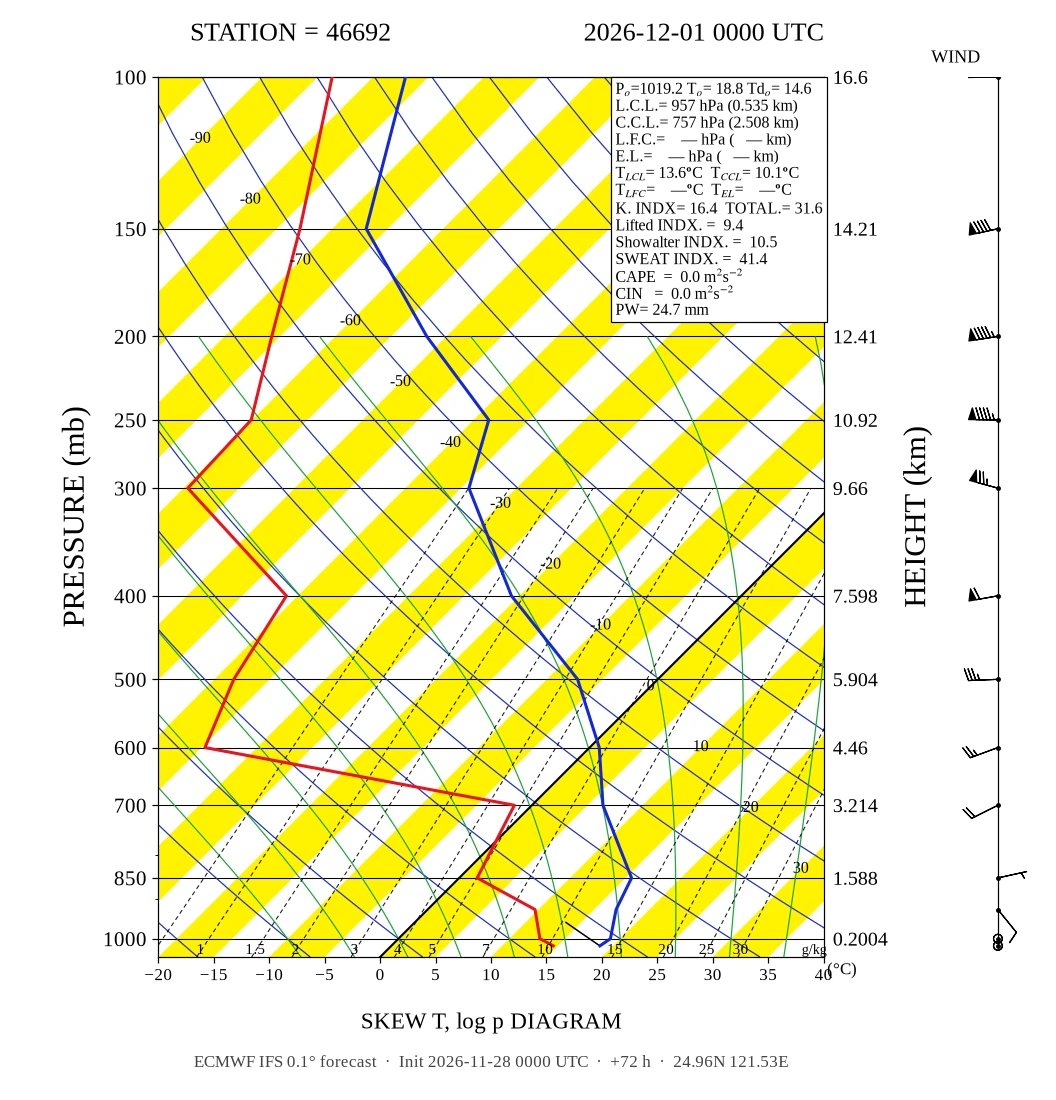 STATION = 46692
2026-12-01 0000 UTC
WIND
Pₒ=1019.2 Tₒ= 18.8 Tdₒ= 14.6
L.C.L.= 957 hPa (0.535 km)
C.C.L.= 757 hPa (2.508 km)
L.F.C.= — hPa ( — km)
E.L.= — hPa ( — km)
T_LCL= 13.6°C T_CCL= 10.1°C
T_LFC= —°C T_EL= —°C
K. INDX= 16.4 TOTAL.= 31.6
Lifted INDX. = 9.4
Showalter INDX. = 10.5
SWEAT INDX. = 41.4
CAPE = 0.0 m²s⁻²
CIN = 0.0 m²s⁻²
PW= 24.7 mm
100
150
200
250
300
400
500
600
700
850
1000
PRESSURE (mb)
16.6
14.21
12.41
10.92
9.66
7.598
5.904
4.46
3.214
1.588
0.2004
HEIGHT (km)
-90
-80
-70
-60
-50
-40
-30
-20
-10
0
10
20
30
1 1.5 2 3 4 5 7 10 15 20 25 30 g/kg
−20 −15 −10 −5 0 5 10 15 20 25 30 35 40 (°C)
SKEW T, log p DIAGRAM
ECMWF IFS 0.1° forecast · Init 2026-11-28 0000 UTC · +72 h · 24.96N 121.53E